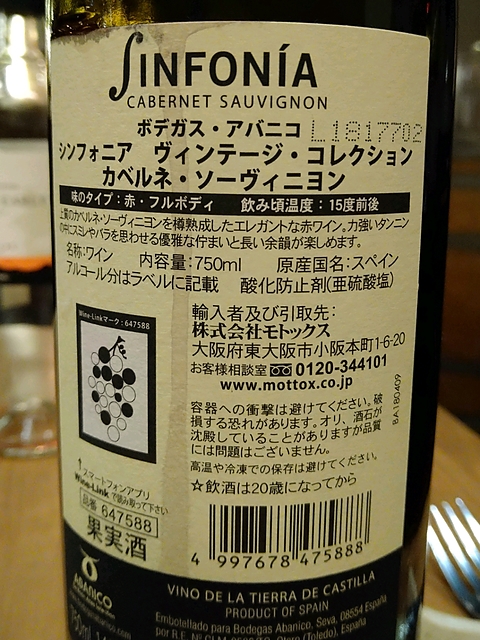 SINFONÍA
CABERNET SAUVIGNON
ボデガス・アバニコ L1817702
シンフォニア ヴィンテージ・コレクション
カベルネ・ソーヴィニヨン
味のタイプ:赤・フルボディ 飲み頃温度:15度前後
上質のカベルネ・ソーヴィニヨンを樽熟成したエレガントな赤ワイン。力強いタンニン
の中にスミレやバラを思わせる優雅な佇まいと長い余韻が楽しめます。
名称:ワイン 内容量:750ml 原産国名:スペイン
アルコール分はラベルに記載 酸化防止剤(亜硫酸塩)
Wine-Linkマーク:647588
輸入者及び引取先:
株式会社モトックス
大阪府東大阪市小阪本町1-6-20
お客様相談室 0120-344101
www.mottox.co.jp
容器への衝撃は避けてください。破
損する恐れがあります。オリ、酒石が
沈殿していることがありますが品質
には問題はございません。
高温や冷凍での保存は避けてください。
BA180409
☆飲酒は20歳になってから
↑スマートフォンアプリ
Wine-Linkで読み取って下さい
品番 647588
果実酒
4 997678 475888
ABANICO
VINO DE LA TIERRA DE CASTILLA
PRODUCT OF SPAIN
Embotellado para Bodegas Abanico, Seva, 08554 España